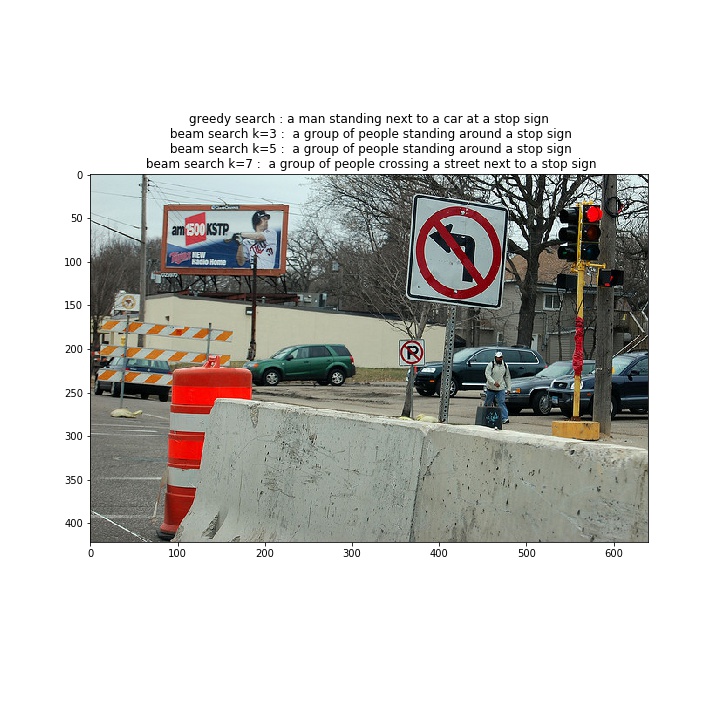 greedy search : a man standing next to a car at a stop sign
beam search k=3 : a group of people standing around a stop sign
beam search k=5 : a group of people standing around a stop sign
beam search k=7 : a group of people crossing a street next to a stop sign
0
50
100
150
200
250
300
350
400
0
100
200
300
400
500
600
am1500 KSTP
Twins NEW
Radio Home
P